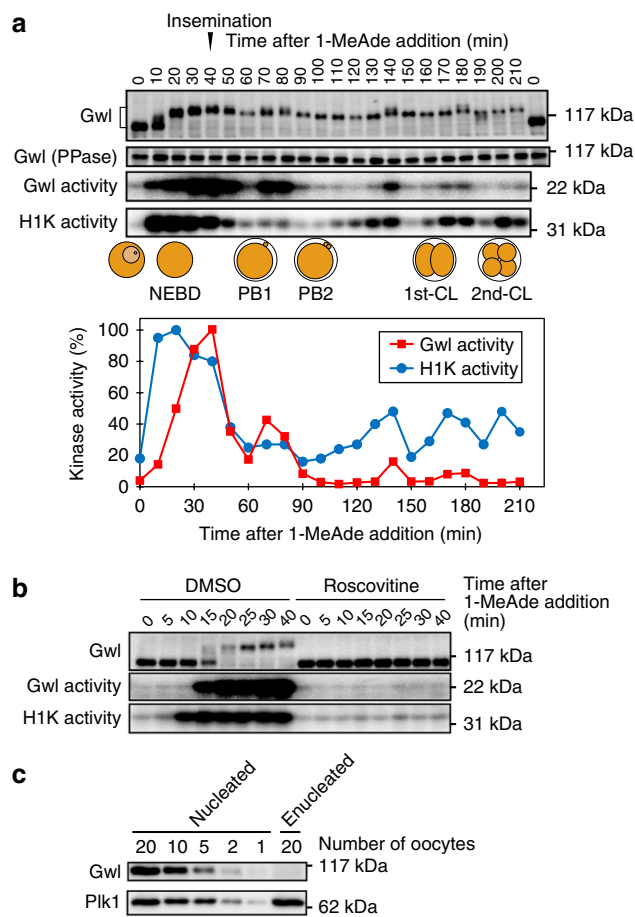 a
Insemination
Time after 1-MeAde addition (min)
0 10 20 30 40 50 60 70 80 90 100 110 120 130 140 150 160 170 180 190 200 210 0
Gwl
117 kDa
Gwl (PPase)
117 kDa
Gwl activity
22 kDa
H1K activity
31 kDa
NEBD PB1 PB2 1st-CL 2nd-CL
Kinase activity (%)
100
80
60
40
20
0
Gwl activity
H1K activity
0 30 60 90 120 150 180 210
Time after 1-MeAde addition (min)
b
DMSO Roscovitine
Time after
1-MeAde addition
(min)
0 5 10 15 20 25 30 40 0 5 10 15 20 25 30 40
Gwl
117 kDa
Gwl activity
22 kDa
H1K activity
31 kDa
c
Nucleated Enucleated
20 10 5 2 1 20 Number of oocytes
Gwl
117 kDa
Plk1
62 kDa